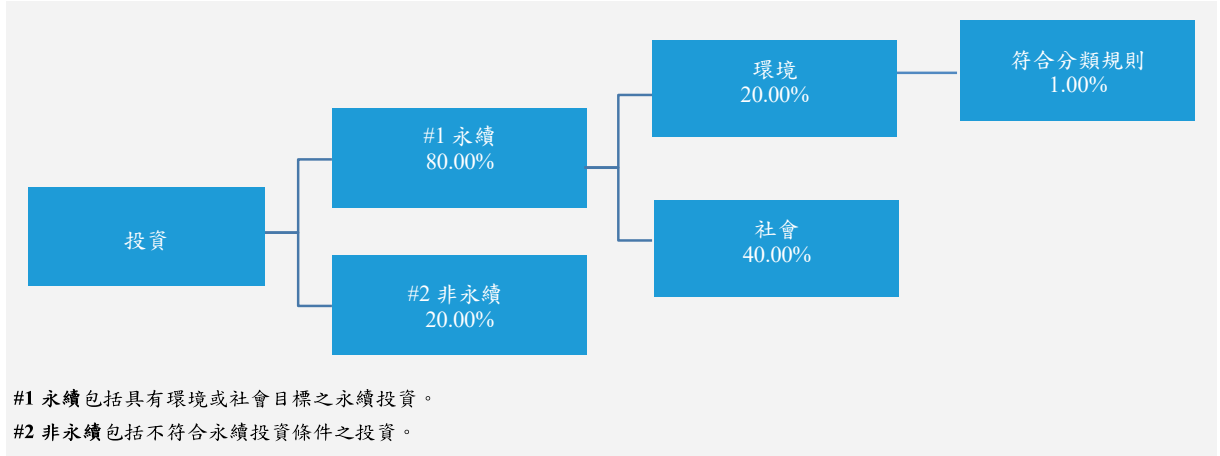 投資
#1 永續
80.00%
#2 非永續
20.00%
環境
20.00%
社會
40.00%
符合分類規則
1.00%
#1 永續包括具有環境或社會目標之永續投資。
#2 非永續包括不符合永續投資條件之投資。